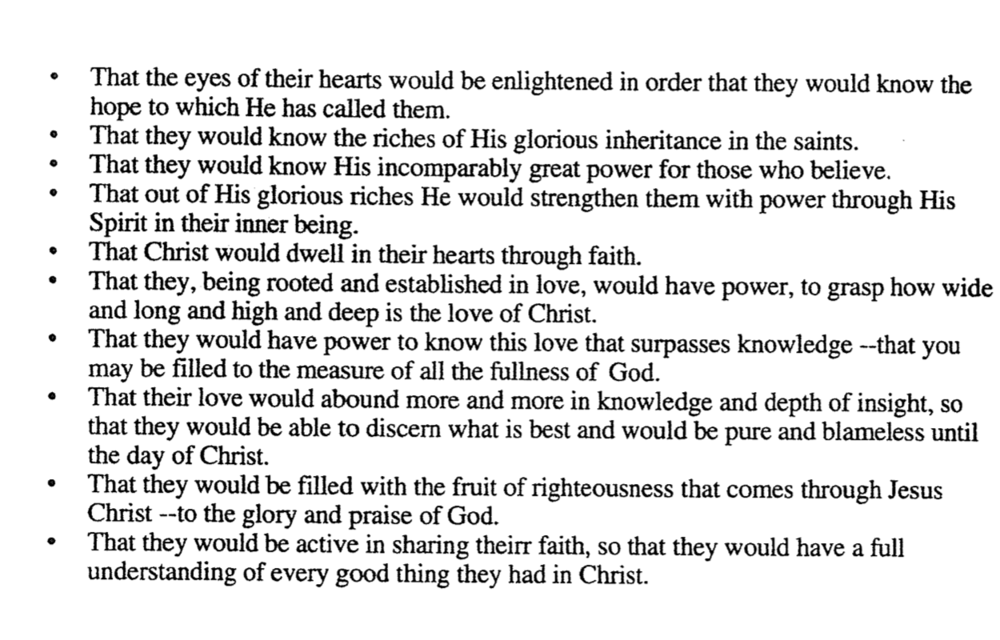 • That the eyes of their hearts would be enlightened in order that they would know the
hope to which He has called them.
• That they would know the riches of His glorious inheritance in the saints.
• That they would know His incomparably great power for those who believe.
• That out of His glorious riches He would strengthen them with power through His
Spirit in their inner being.
• That Christ would dwell in their hearts through faith.
• That they, being rooted and established in love, would have power, to grasp how wide
and long and high and deep is the love of Christ.
• That they would have power to know this love that surpasses knowledge --that you
may be filled to the measure of all the fullness of God.
• That their love would abound more and more in knowledge and depth of insight, so
that they would be able to discern what is best and would be pure and blameless until
the day of Christ.
• That they would be filled with the fruit of righteousness that comes through Jesus
Christ --to the glory and praise of God.
• That they would be active in sharing theirr faith, so that they would have a full
understanding of every good thing they had in Christ.